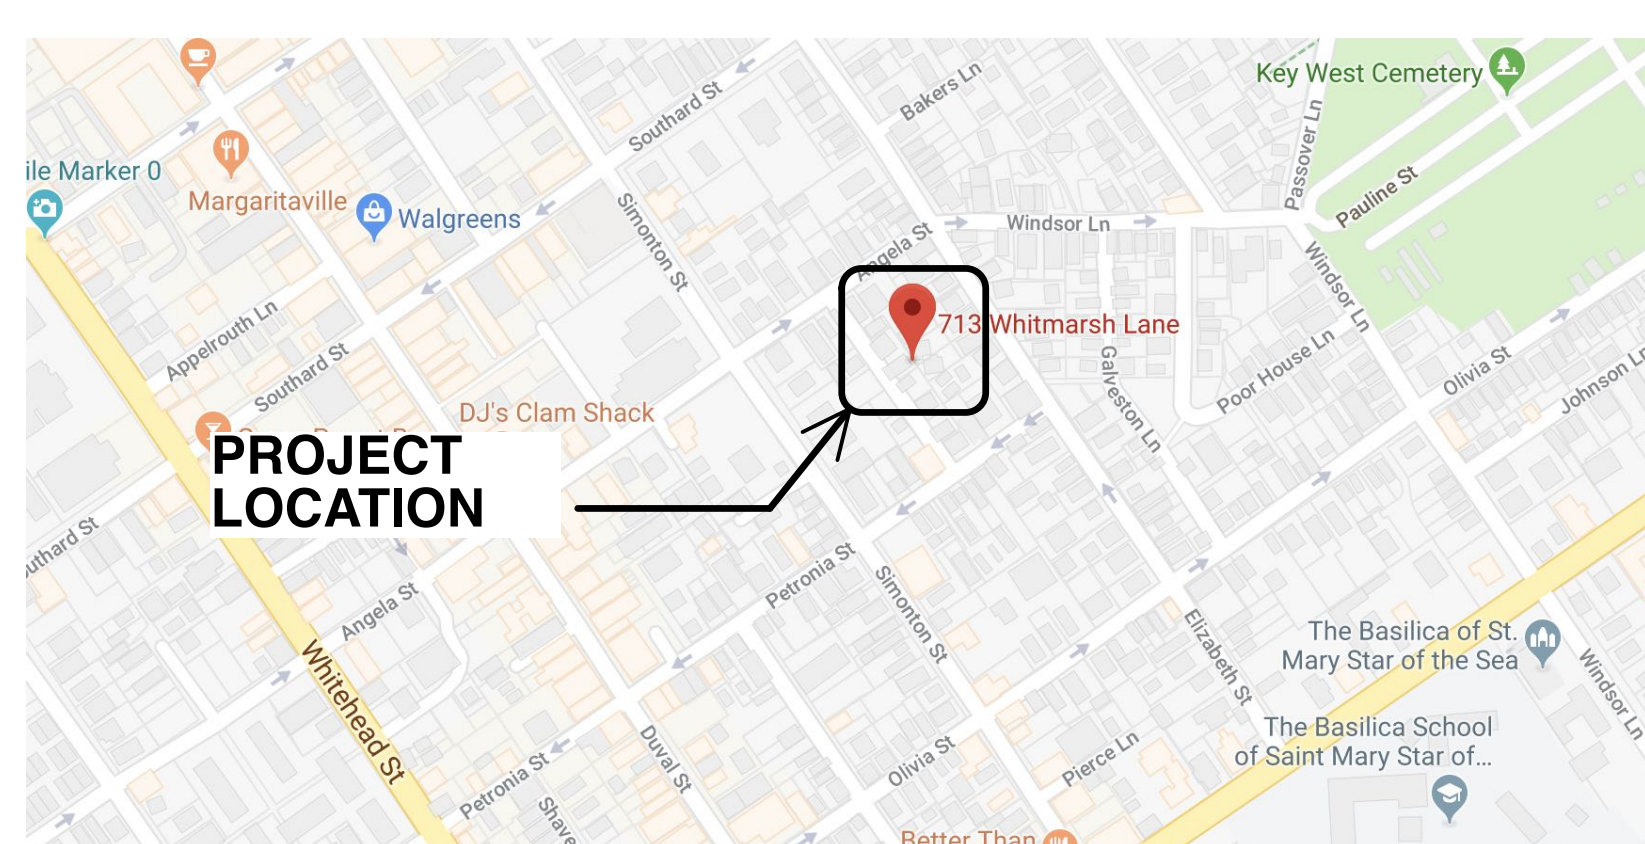 Key West Cemetery
Bakers Ln
Southard St
Passover Ln
ile Marker 0
Margaritaville
Walgreens
Simonton St
Pauline St
Windsor Ln
Angela St
Windsor Ln
713 Whitmarsh Lane
Appelrouth Ln
Southard St
Galveston Ln
Poor House Ln
Olivia St
Johnson Ln
DJ's Clam Shack
PROJECT
LOCATION
uthard St
Petronia St
Simonton St
Angela St
Elizabeth St
The Basilica of St.
Mary Star of the Sea
Windsor Ln
Whitehead St
The Basilica School
of Saint Mary Star of...
Duval St
Olivia St
Pierce Ln
Petronia St
Shave
Better Than